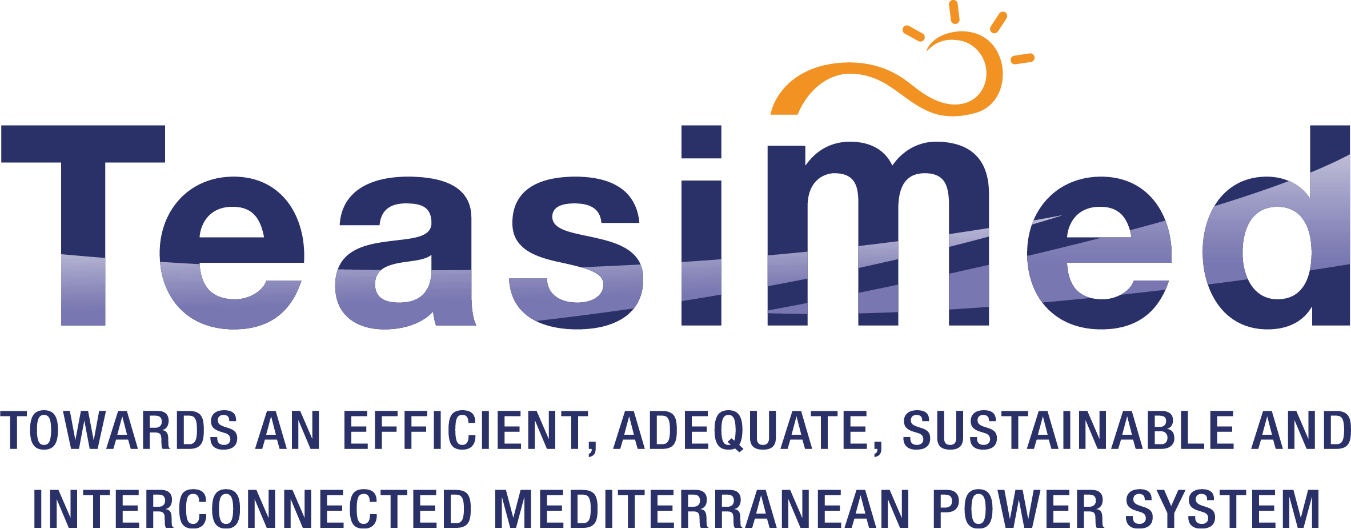 Teasimed
TOWARDS AN EFFICIENT, ADEQUATE, SUSTAINABLE AND
INTERCONNECTED MEDITERRANEAN POWER SYSTEM